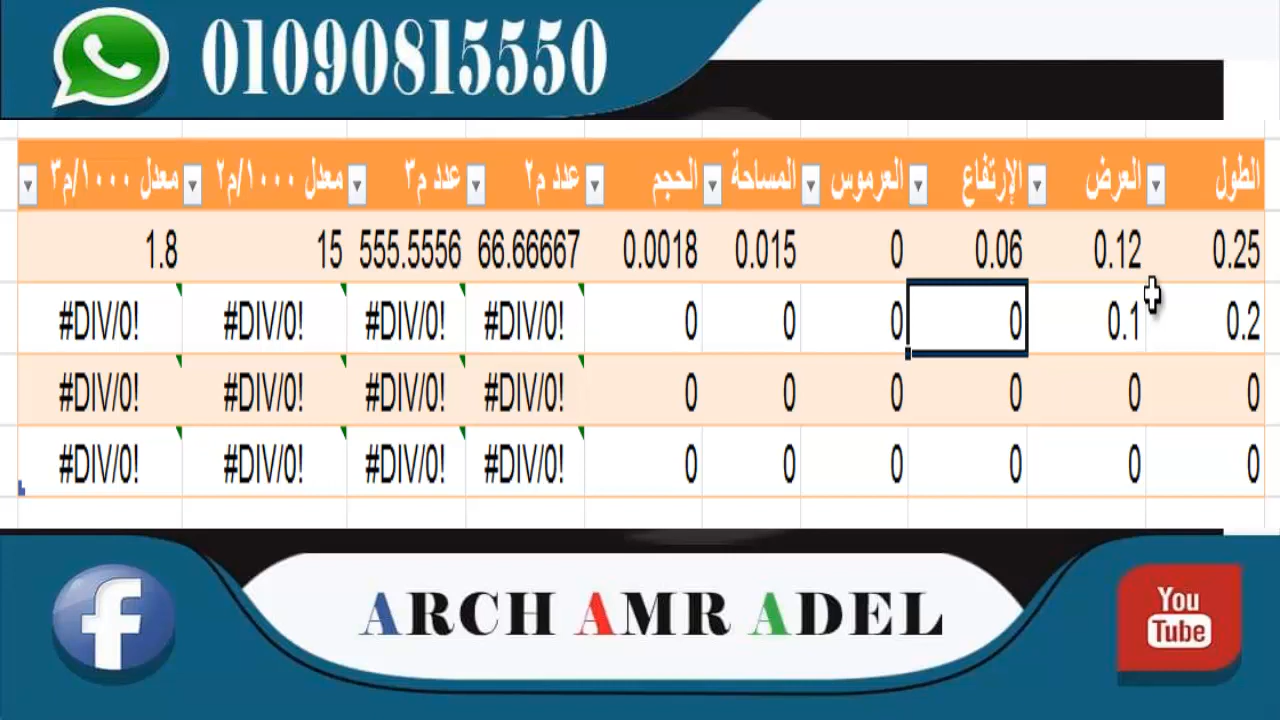 01090815550
الطول العرض الإرتفاع العرموس المساحة الحجم عدد م٢ عدد م٣ معدل ١٠٠٠/م٢ معدل ١٠٠٠/م٣
0.25 0.12 0.06 0 0.015 0.0018 66.66667 555.5556 15 1.8
0.2 0.1 0 0 0 0 #DIV/0! #DIV/0! #DIV/0! #DIV/0!
0 0 0 0 0 0 #DIV/0! #DIV/0! #DIV/0! #DIV/0!
0 0 0 0 0 0 #DIV/0! #DIV/0! #DIV/0! #DIV/0!
f ARCH AMR ADEL You
Tube